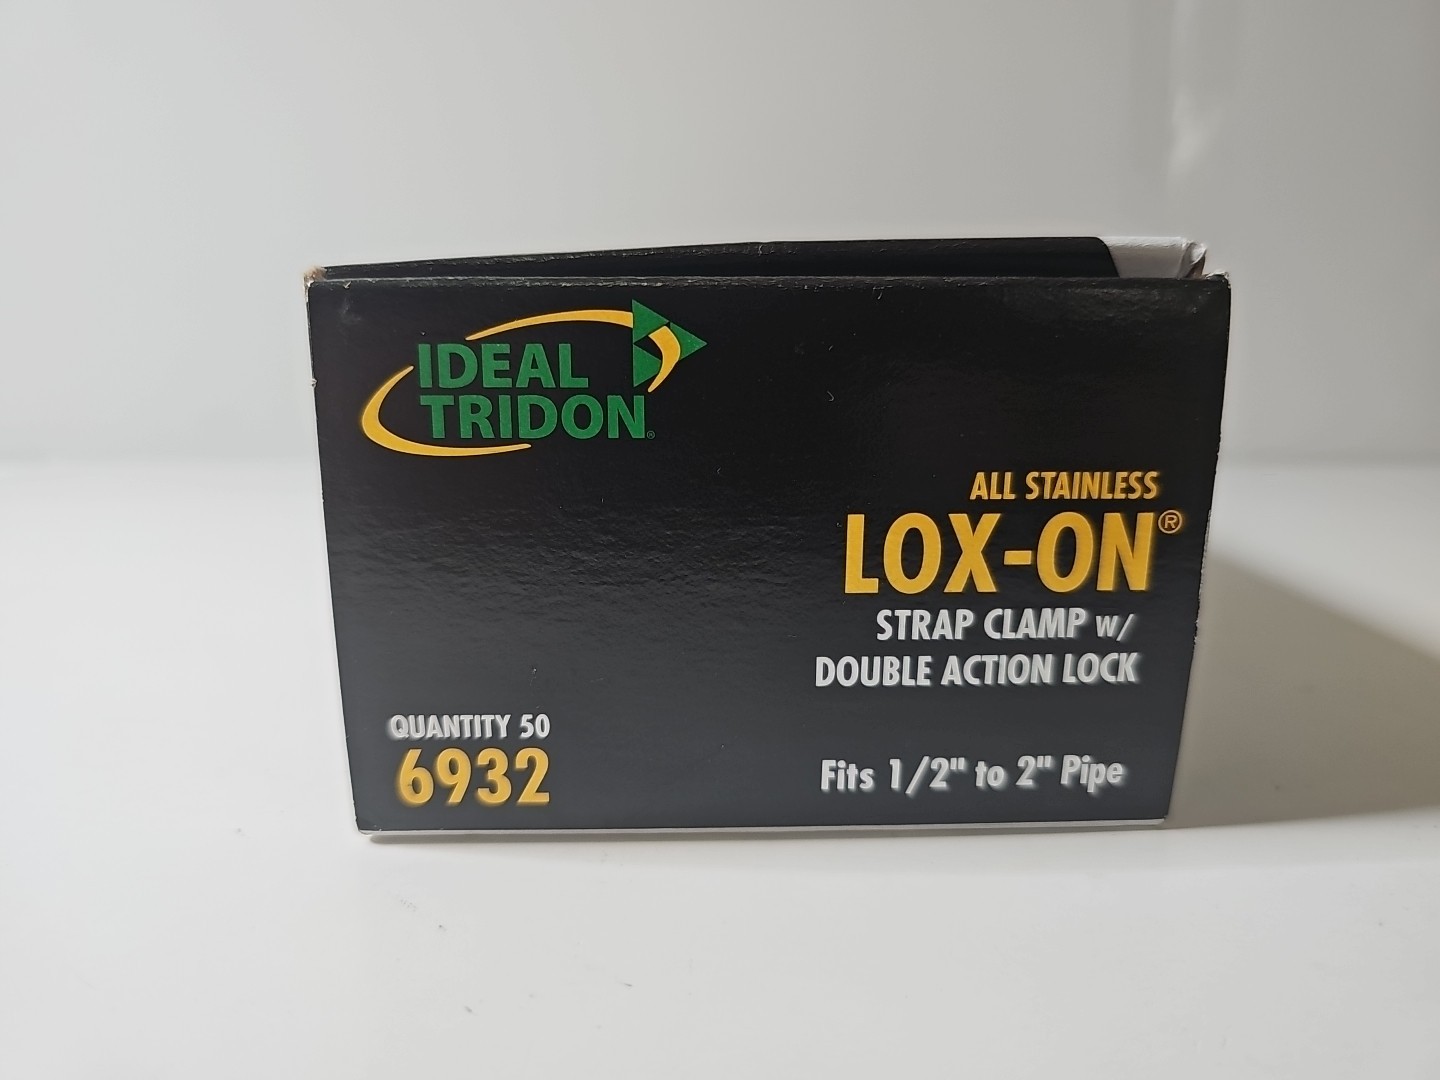 IDEAL
TRIDON®
ALL STAINLESS
LOX-ON®
STRAP CLAMP w/
DOUBLE ACTION LOCK
QUANTITY 50
6932
Fits 1/2" to 2" Pipe